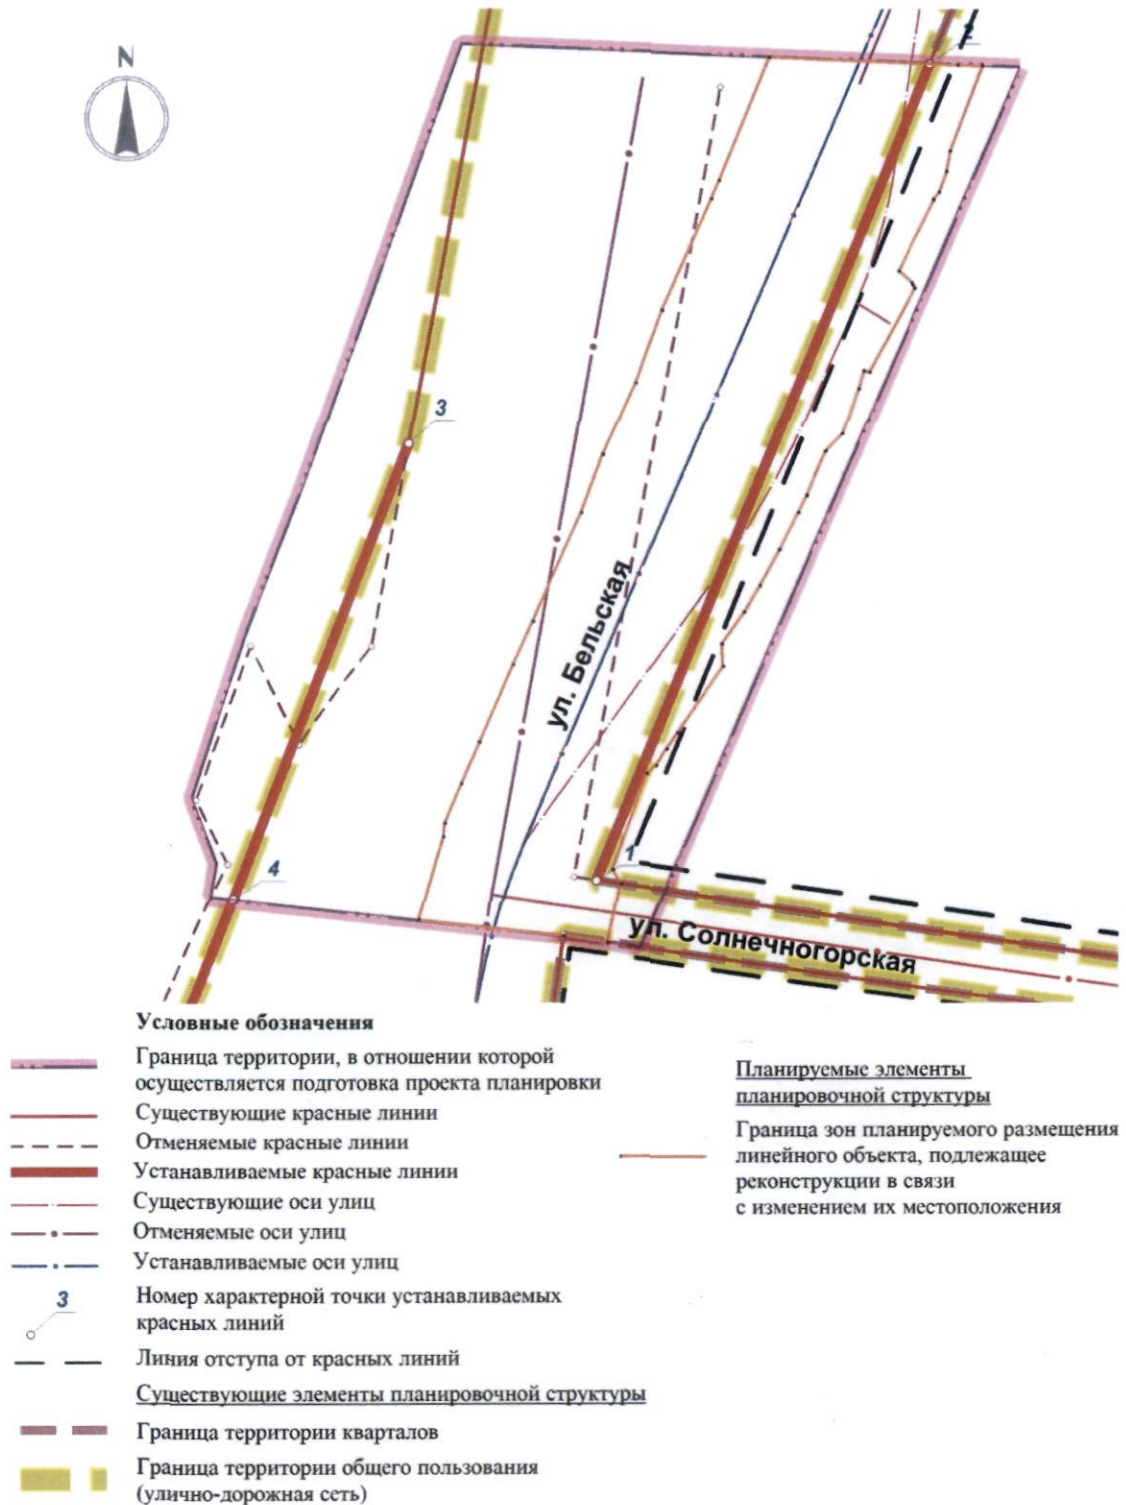 N
2
3
ул. Бельская
1
4
ул. Солнечногорская
Условные обозначения
Граница территории, в отношении которой
осуществляется подготовка проекта планировки
Существующие красные линии
Отменяемые красные линии
Устанавливаемые красные линии
Существующие оси улиц
Отменяемые оси улиц
Устанавливаемые оси улиц
3
Номер характерной точки устанавливаемых
красных линий
Линия отступа от красных линий
Существующие элементы планировочной структуры
Граница территории кварталов
Граница территории общего пользования
(улично-дорожная сеть)
Планируемые элементы
планировочной структуры
Граница зон планируемого размещения
линейного объекта, подлежащее
реконструкции в связи
с изменением их местоположения